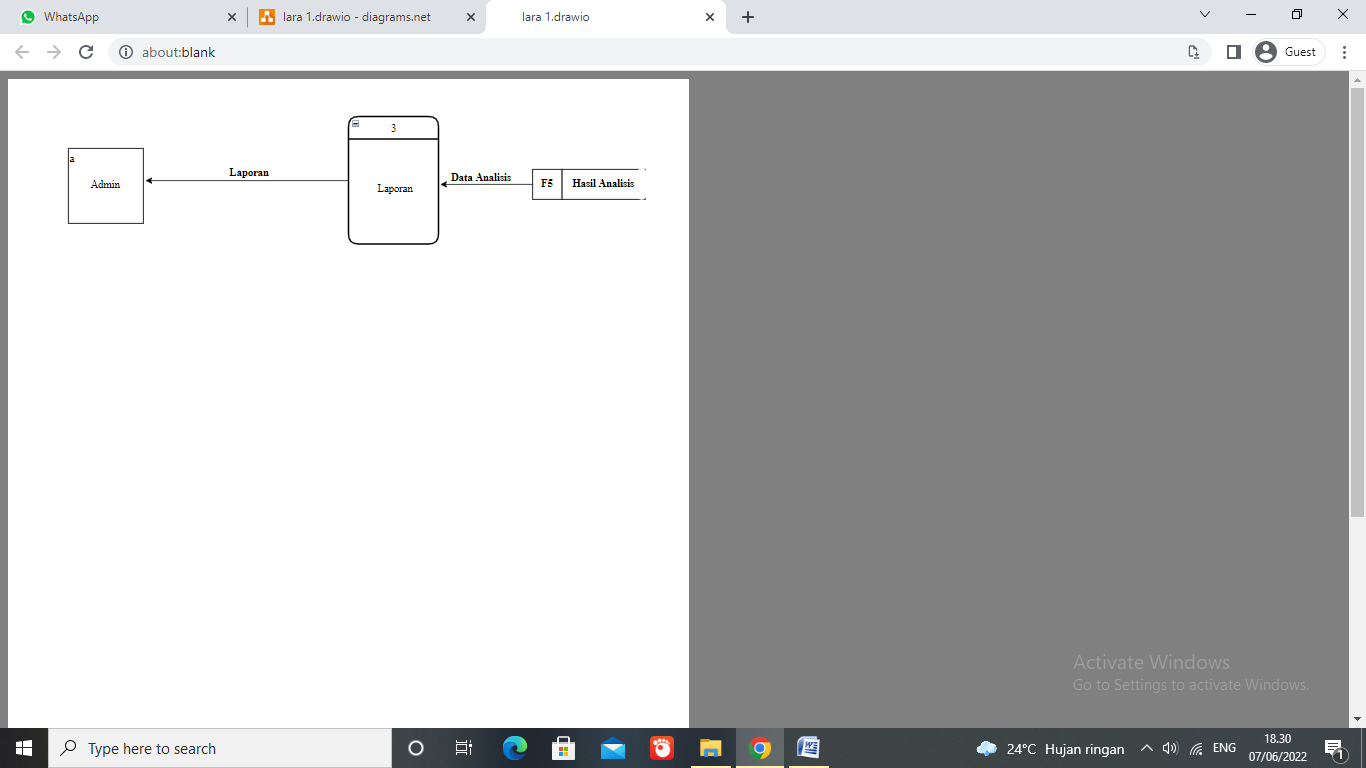 WhatsApp
lara 1.drawio - diagrams.net
lara 1.drawio
about:blank
Guest
3
a
Admin
Laporan
Laporan
Data Analisis
F5
Hasil Analisis
Activate Windows
Go to Settings to activate Windows.
Type here to search
24°C Hujan ringan
ENG
18.30
07/06/2022
1